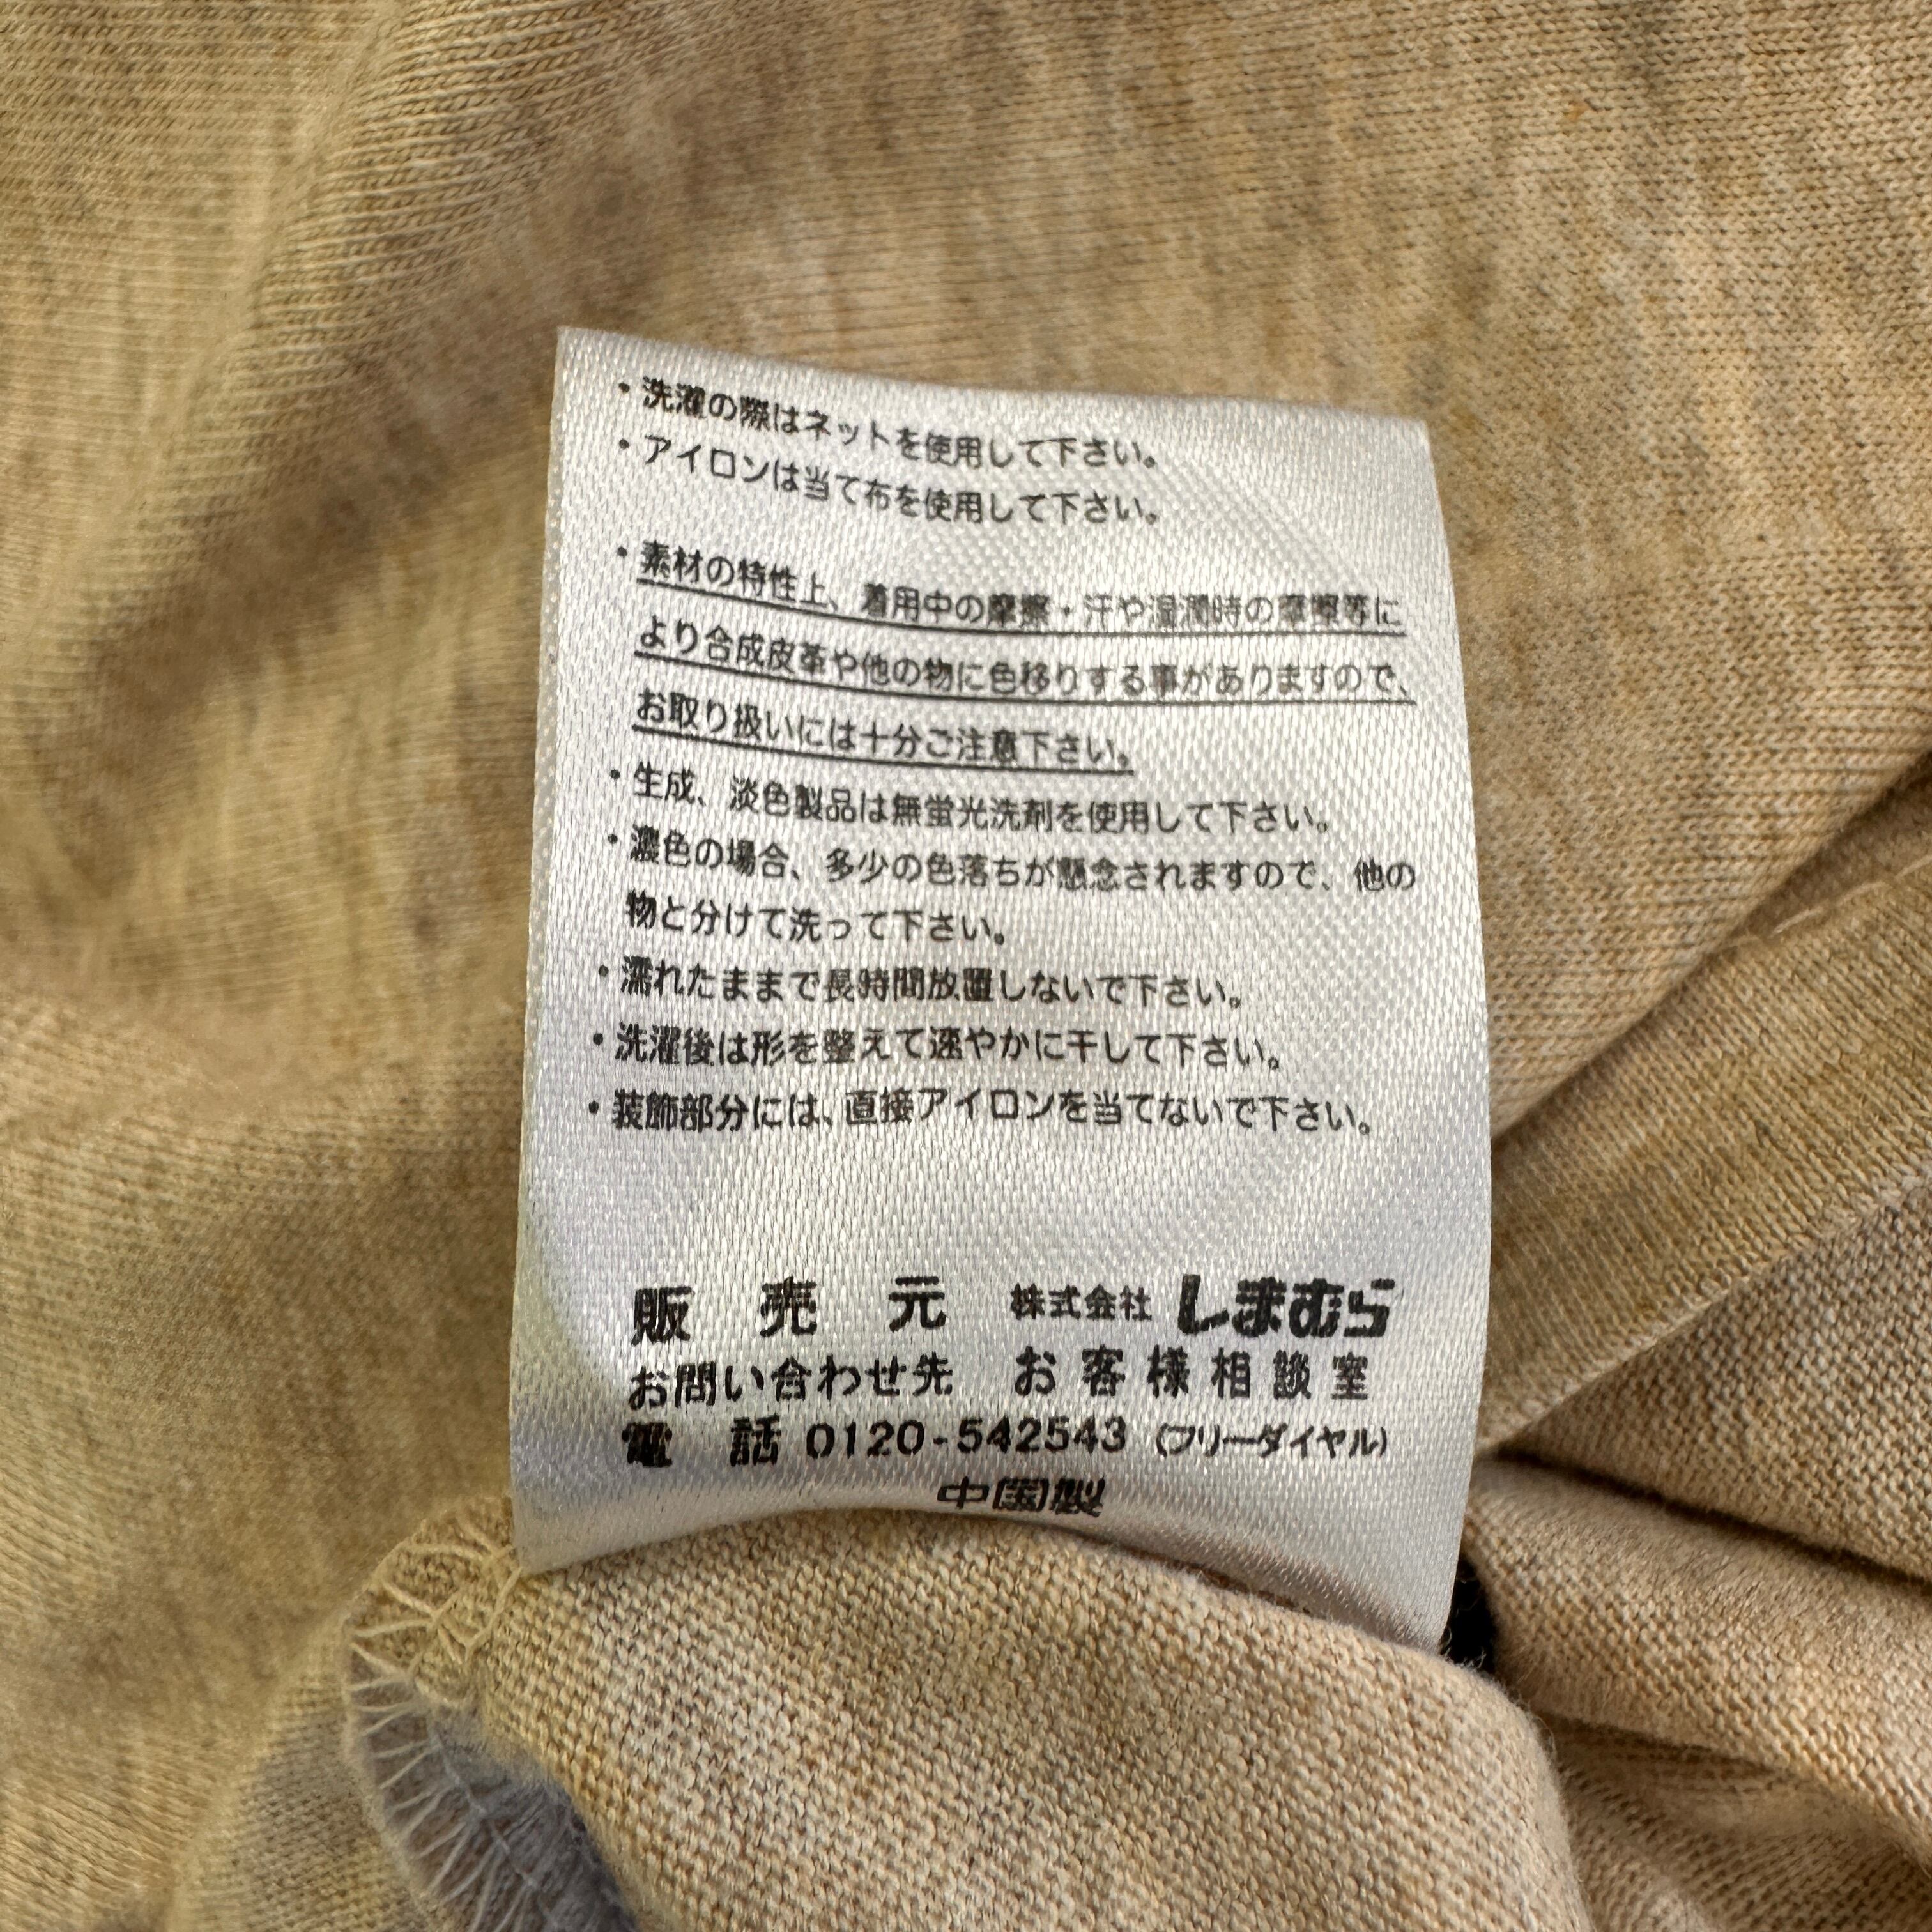 ・洗濯の際はネットを使用して下さい。
・アイロンは当て布を使用して下さい。
・素材の特性上、着用中の摩擦・汗や湿潤時の摩擦等に
より合成皮革や他の物に色移りする事がありますので、
お取り扱いには十分ご注意下さい。
・生成、淡色製品は無蛍光洗剤を使用して下さい。
・濃色の場合、多少の色落ちが懸念されますので、他の
物と分けて洗って下さい。
・濡れたままで長時間放置しないで下さい。
・洗濯後は形を整えて速やかに干して下さい。
・装飾部分には、直接アイロンを当てないで下さい。
販売元 株式会社 しまむら
お問い合わせ先 お客様相談室
電話 0120-542543 (フリーダイヤル)
中国製